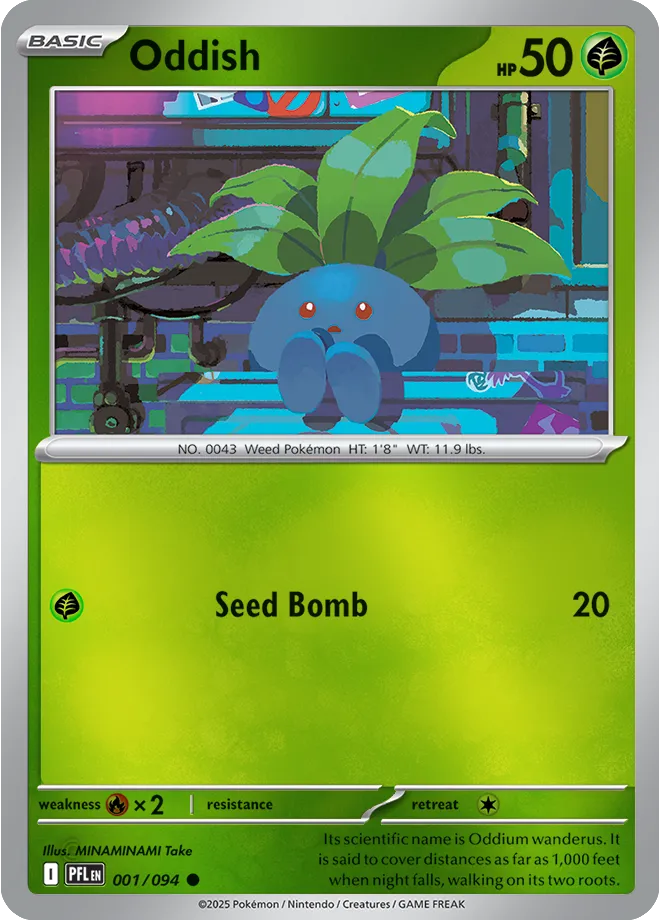 BASIC Oddish HP 50
NO. 0043 Weed Pokémon HT: 1'8" WT: 11.9 lbs.
Seed Bomb 20
weakness ×2 resistance retreat
Illus. MINAMINAMI Take
Its scientific name is Oddium wanderus. It
is said to cover distances as far as 1,000 feet
when night falls, walking on its two roots.
I PFL EN 001/094
©2025 Pokémon / Nintendo / Creatures / GAME FREAK